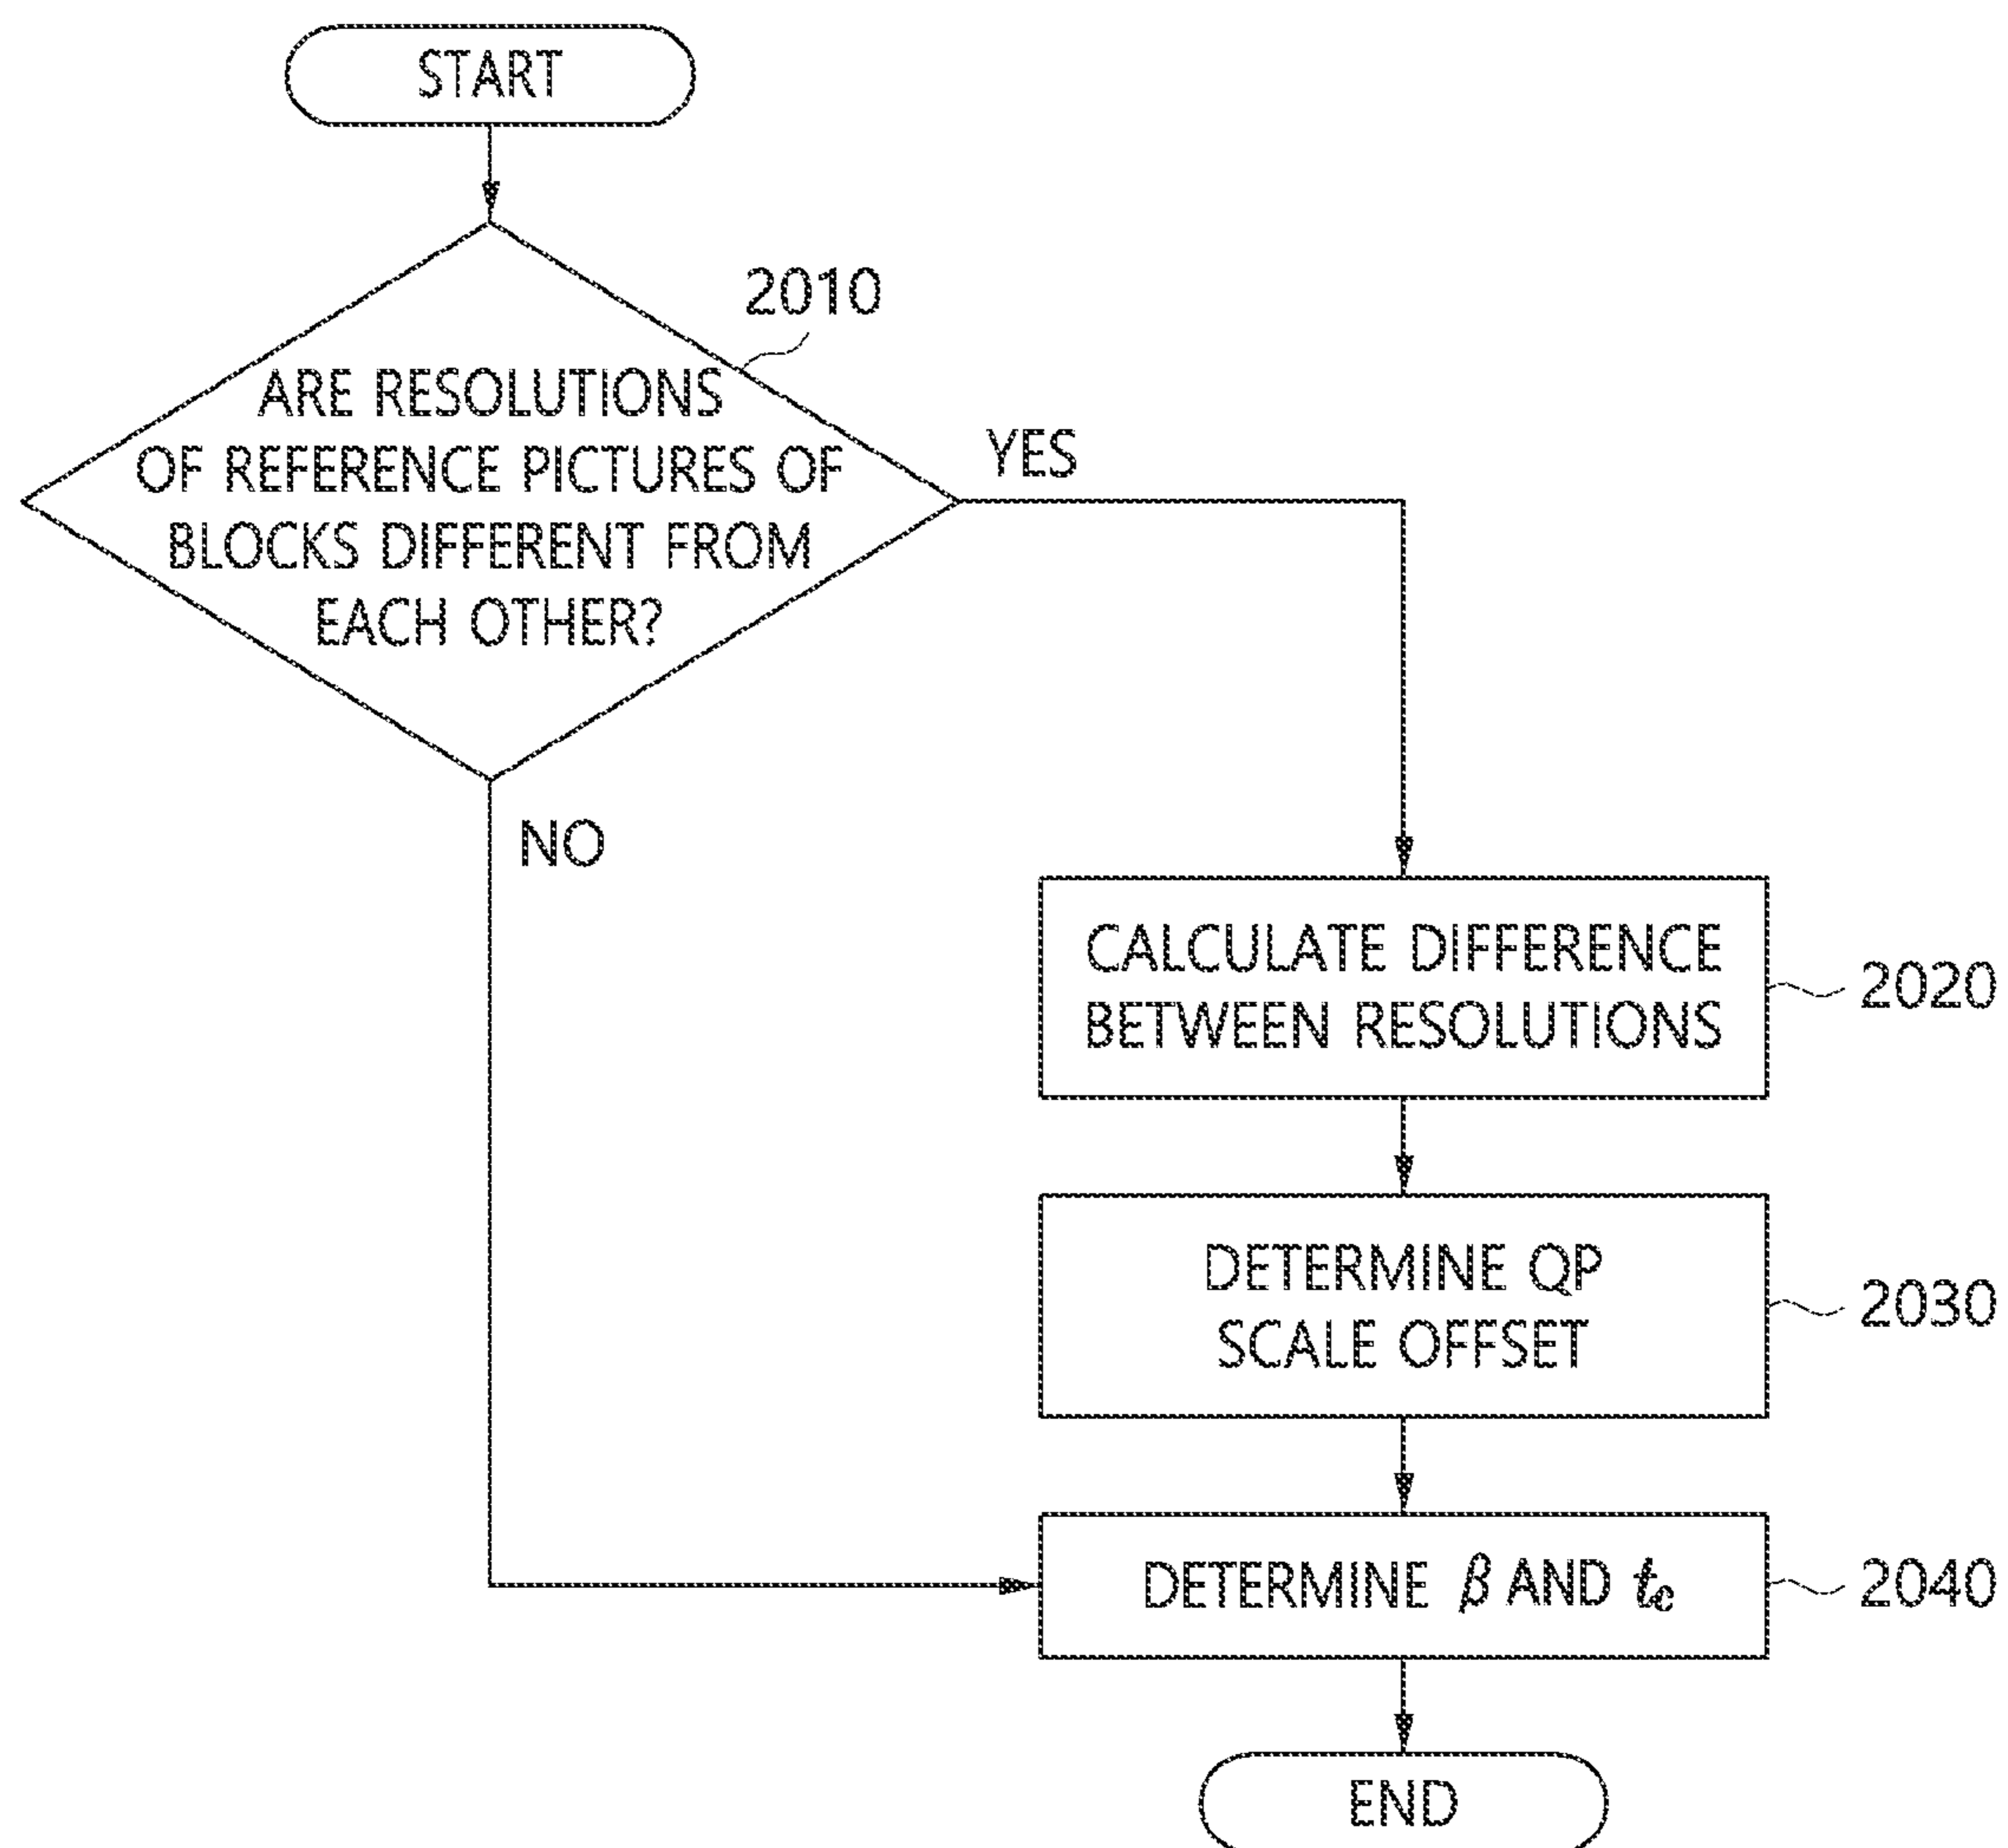 START
2010
ARE RESOLUTIONS
OF REFERENCE PICTURES OF
BLOCKS DIFFERENT FROM
EACH OTHER?
YES
NO
CALCULATE DIFFERENCE
BETWEEN RESOLUTIONS
2020
DETERMINE QP
SCALE OFFSET
2030
DETERMINE β AND tc
2040
END